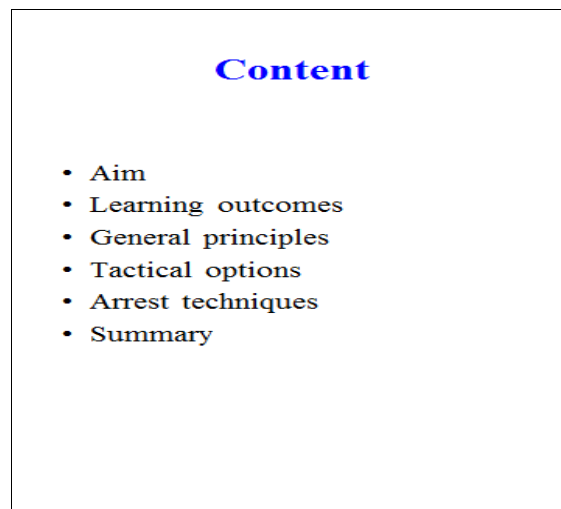 Content
• Aim
• Learning outcomes
• General principles
• Tactical options
• Arrest techniques
• Summary